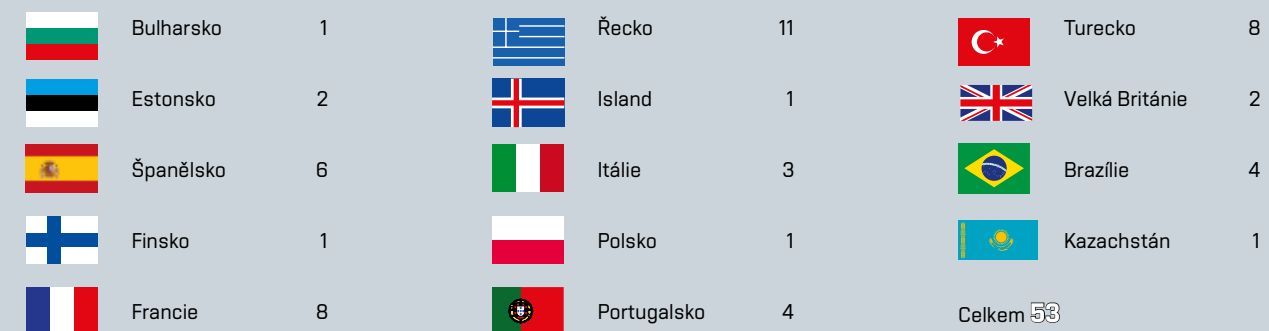 Bulharsko 1
Estonsko 2
Španělsko 6
Finsko 1
Francie 8
Řecko 11
Island 1
Itálie 3
Polsko 1
Portugalsko 4
Turecko 8
Velká Británie 2
Brazílie 4
Kazachstán 1
Celkem 53